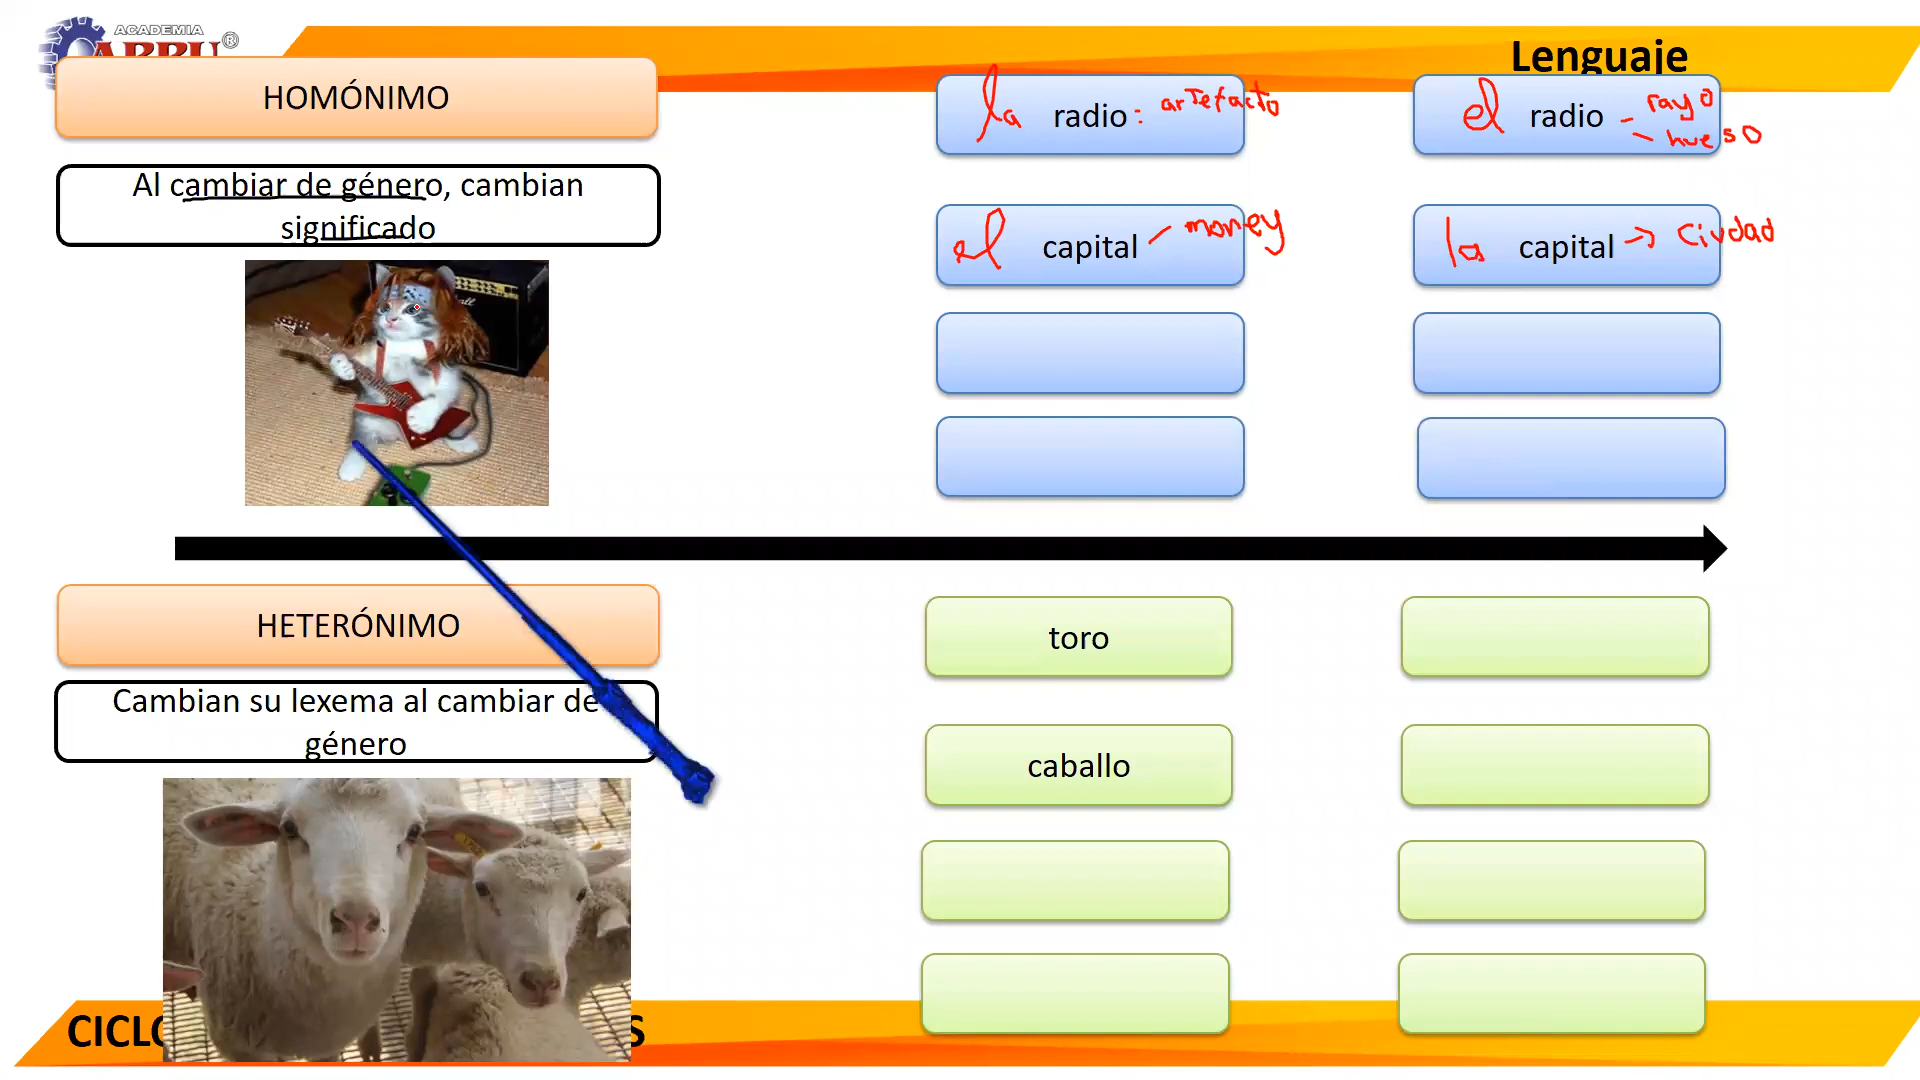 ACADEMIA
Lenguaje
HOMÓNIMO
la radio : artefacto
el radio - rayo
- hueso
Al cambiar de género, cambian
significado
el capital - money
la capital → ciudad
HETERÓNIMO
toro
Cambian su lexema al cambiar de
género
caballo